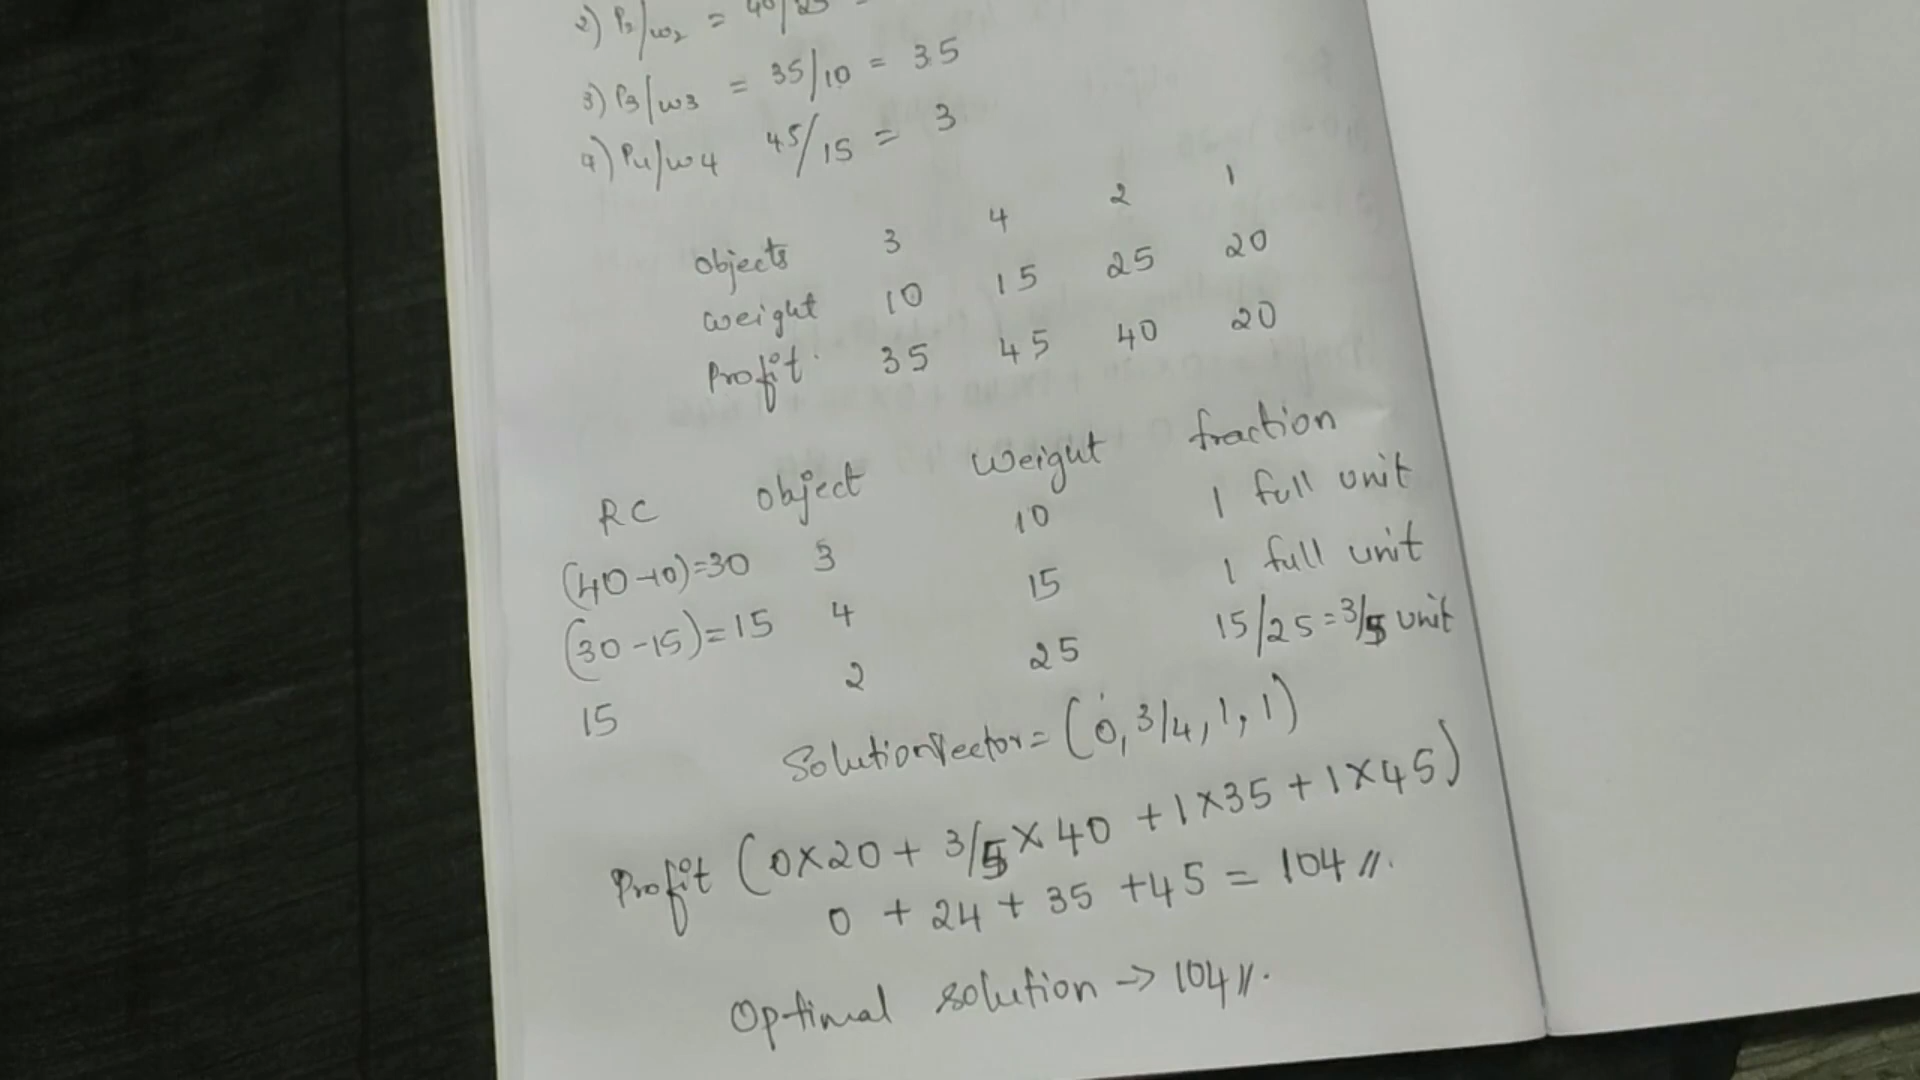 2) P2/w2 = 40/25
3) P3/w3 = 35/10 = 3.5
4) P4/w4 45/15 = 3
objects 3 4 2 1
weight 10 15 25 20
Profit 35 45 40 20
RC object weight fraction
(40-10)=30 3 10 1 full unit
(30-15)=15 4 15 1 full unit
15 2 25 15/25=3/5 unit
Solution Vector = (0, 3/4, 1, 1)
Profit (0×20 + 3/5×40 + 1×35 + 1×45)
0 + 24 + 35 + 45 = 104 //.
Optimal solution -> 104 //.